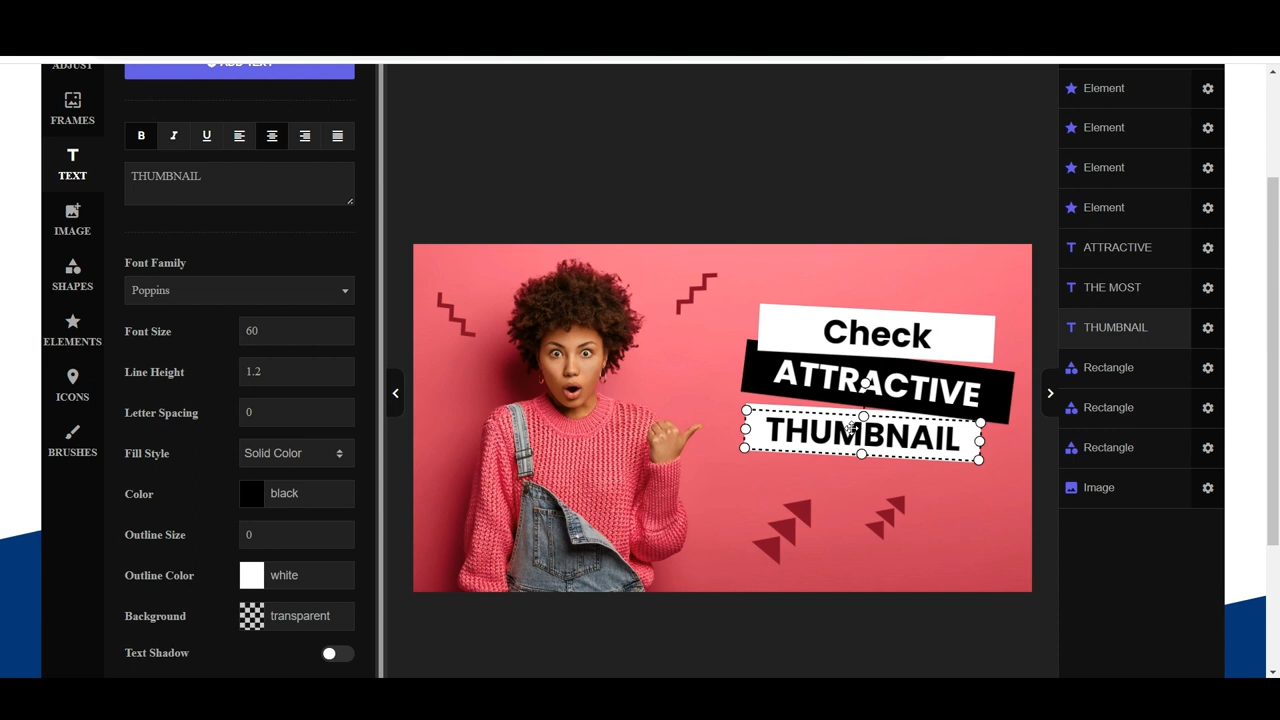 ADJUST
FRAMES
TEXT
IMAGE
SHAPES
ELEMENTS
ICONS
BRUSHES
ADD TEXT
B I U
THUMBNAIL
Font Family
Poppins
Font Size 60
Line Height 1.2
Letter Spacing 0
Fill Style Solid Color
Color black
Outline Size 0
Outline Color white
Background transparent
Text Shadow
Check
ATTRACTIVE
THUMBNAIL
Element
Element
Element
Element
T ATTRACTIVE
T THE MOST
T THUMBNAIL
Rectangle
Rectangle
Rectangle
Image